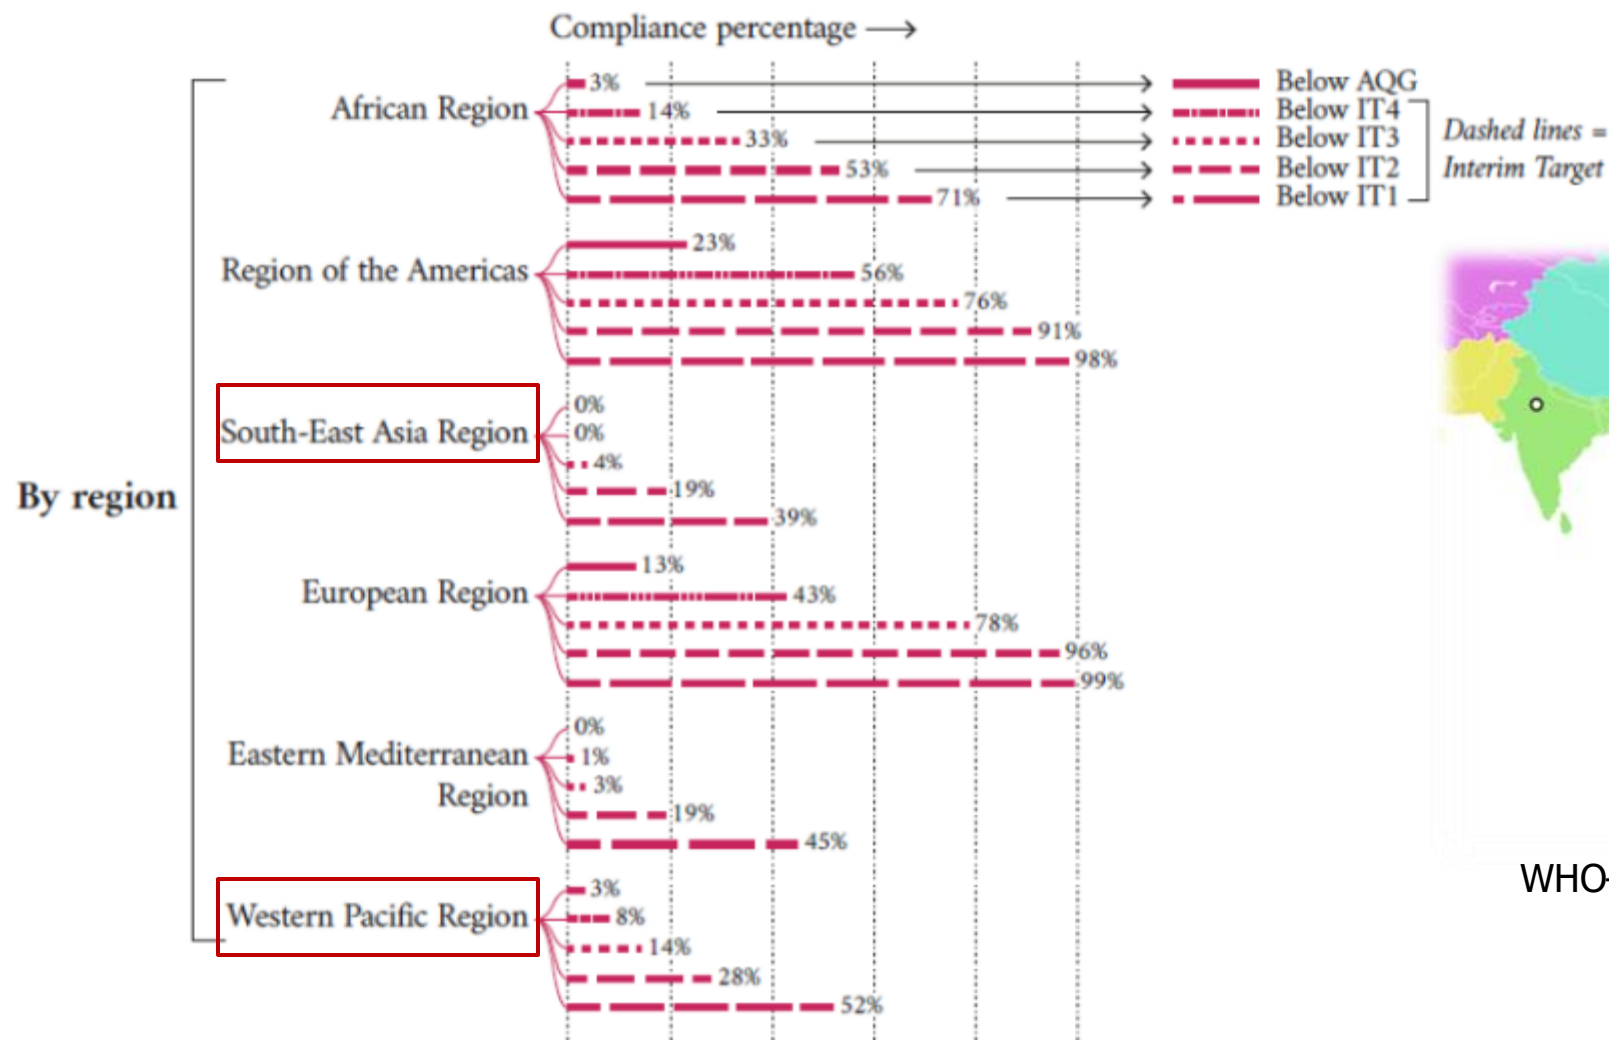 Compliance percentage
African Region
3%
14%
33%
53%
71%
Below AQG
Below IT4
Below IT3
Below IT2
Below IT1
Dashed lines =
Interim Target
Region of the Americas
23%
56%
76%
91%
98%
South-East Asia Region
0%
0%
4%
19%
39%
By region
European Region
13%
43%
78%
96%
99%
Eastern Mediterranean
Region
0%
1%
3%
19%
45%
WHO-
Western Pacific Region
3%
8%
14%
28%
52%